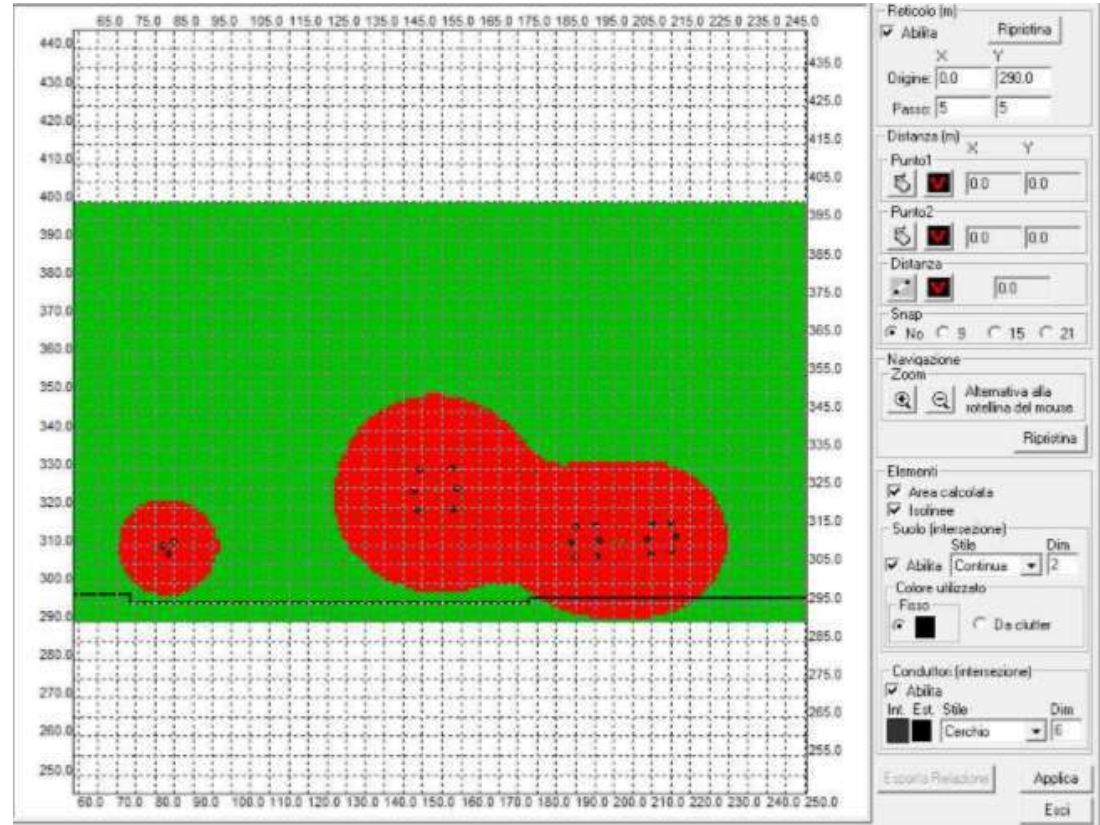 65.0 75.0 85.0 95.0 105.0 115.0 125.0 135.0 145.0 155.0 165.0 175.0 185.0 195.0 205.0 215.0 225.0 235.0 245.0
440.0
430.0
420.0
410.0
400.0
390.0
380.0
370.0
360.0
350.0
340.0
330.0
320.0
310.0
300.0
290.0
280.0
270.0
260.0
250.0
435.0
425.0
415.0
405.0
395.0
385.0
375.0
365.0
355.0
345.0
335.0
325.0
315.0
305.0
295.0
285.0
275.0
265.0
255.0
60.0 70.0 80.0 90.0 100.0 110.0 120.0 130.0 140.0 150.0 160.0 170.0 180.0 190.0 200.0 210.0 220.0 230.0 240.0 250.0
Reticolo (m)
Abilita Ripristina
X Y
Origine: 0.0 290.0
Passo: 5 5
Distanza (m) X Y
Punto1
0.0 0.0
Punto2
0.0 0.0
Distanza
0.0
Snap
No 9 15 21
Navigazione
Zoom
Alternativa alla
rotellina del mouse
Ripristina
Elementi
Area calcolata
Isolinee
Suolo (intersezione)
Stile Dim
Abilita Continua 2
Colore utilizzato
Fisso
Da clutter
Conduttori (intersezione)
Abilita
Int. Est. Stile Dim
Cerchio 6
Esporta Relazione Applica
Esci